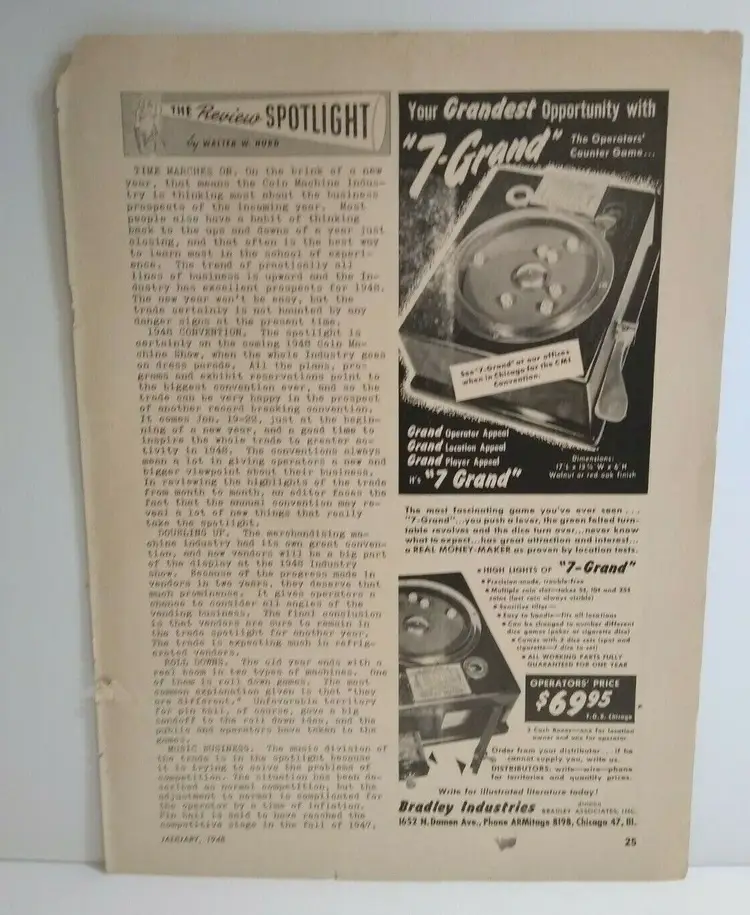 THE Review SPOTLIGHT
by WALTER W. HURD
TIME MARCHES ON. On the brink of a new
year, that means the Coin Machine Indus-
try is thinking most about the business
prospects of the incoming year. Most
people also have a habit of thinking
back to the ups and downs of a year just
closing, and that often is the best way
to learn most in the school of experi-
ence. The trend of practically all
lines of business is upward and the In-
dustry has excellent prospects for 1948.
The new year won't be easy, but the
trade certainly is not haunted by any
danger signs at the present time.
1948 CONVENTION. The spotlight is
certainly on the coming 1948 Coin Ma-
chine Show, when the whole Industry goes
on dress parade. All the plans, pro-
grams and exhibit reservations point to
the biggest convention ever, and so the
trade can be very happy in the prospect
of another record breaking convention.
It comes Jan. 19-22, just at the begin-
ning of a new year, and a good time to
inspire the whole trade to greater ac-
tivity in 1948. The conventions always
mean a lot in giving operators a new and
bigger viewpoint about their business.
In reviewing the highlights of the trade
from month to month, an editor faces the
fact that the annual convention may re-
veal a lot of new things that really
take the spotlight.
DOUBLING UP. The merchandising ma-
chine industry had its own great conven-
tion, and now vendors will be a big part
of the display at the 1948 Industry
show. Because of the progress made in
vendors in two years, they deserve that
much prominence. It gives operators a
chance to consider all angles of the
vending business. The final conclusion
is that vendors are sure to remain in
the trade spotlight for another year.
The trade is expecting much in refrig-
erated vendors.
ROLL DOWNS. The old year ends with a
real boom in two types of machines. One
of them is roll down games. The most
common explanation given is that "they
are different." Unfavorable territory
for pin ball, of course, gave a big
sendoff to the roll down idea, and the
public and operators have taken to the
games.
MUSIC BUSINESS. The music division of
the trade is in the spotlight because
it is trying to solve the problems of
competition. The situation has been de-
scribed as normal competition, but the
adjustment to normal is complicated for
the operator by a time of inflation.
Pin ball is said to have reached the
competitive stage in the fall of 1947,
JANUARY, 1948
Your Grandest Opportunity with
"7-Grand"
The Operators'
Counter Game...
See "7-Grand" at our offices
when in Chicago for the CMI
Convention.
Grand Operator Appeal
Grand Location Appeal
Grand Player Appeal
It's "7 Grand"
Dimensions:
Walnut or red oak finish
The most fascinating game you've ever seen ...
"7-Grand"...you push a lever, the green felted turn-
table revolves and the dice turn over...never know
what to expect...has great attraction and interest...
a REAL MONEY-MAKER as proven by location tests.
• HIGH LIGHTS OF "7-Grand"
• Precision-made, trouble-free
• Multiple coin slot—takes 5¢, 10¢ and 25¢
coins (last coin always visible)
• Sensitive tilter—
• Easy to handle—fits all locations
• Can be changed to number different
dice games (poker or cigarette dice)
• Comes with 2 dice sets (spot and
cigarette—7 dice to set)
• ALL WORKING PARTS FULLY
GUARANTEED FOR ONE YEAR
OPERATORS' PRICE
$69.95
F.O.B. Chicago
2 Cash Boxes—one for location
owner and one for operator
Order from your distributor . . . if he
cannot supply you, write us.
DISTRIBUTORS: write—wire—phone
for territories and quantity prices.
Write for illustrated literature today!
Bradley Industries
division
BRADLEY ASSOCIATES, INC.
1652 N. Damen Ave., Phone ARMitage 8198, Chicago 47, Ill.
25